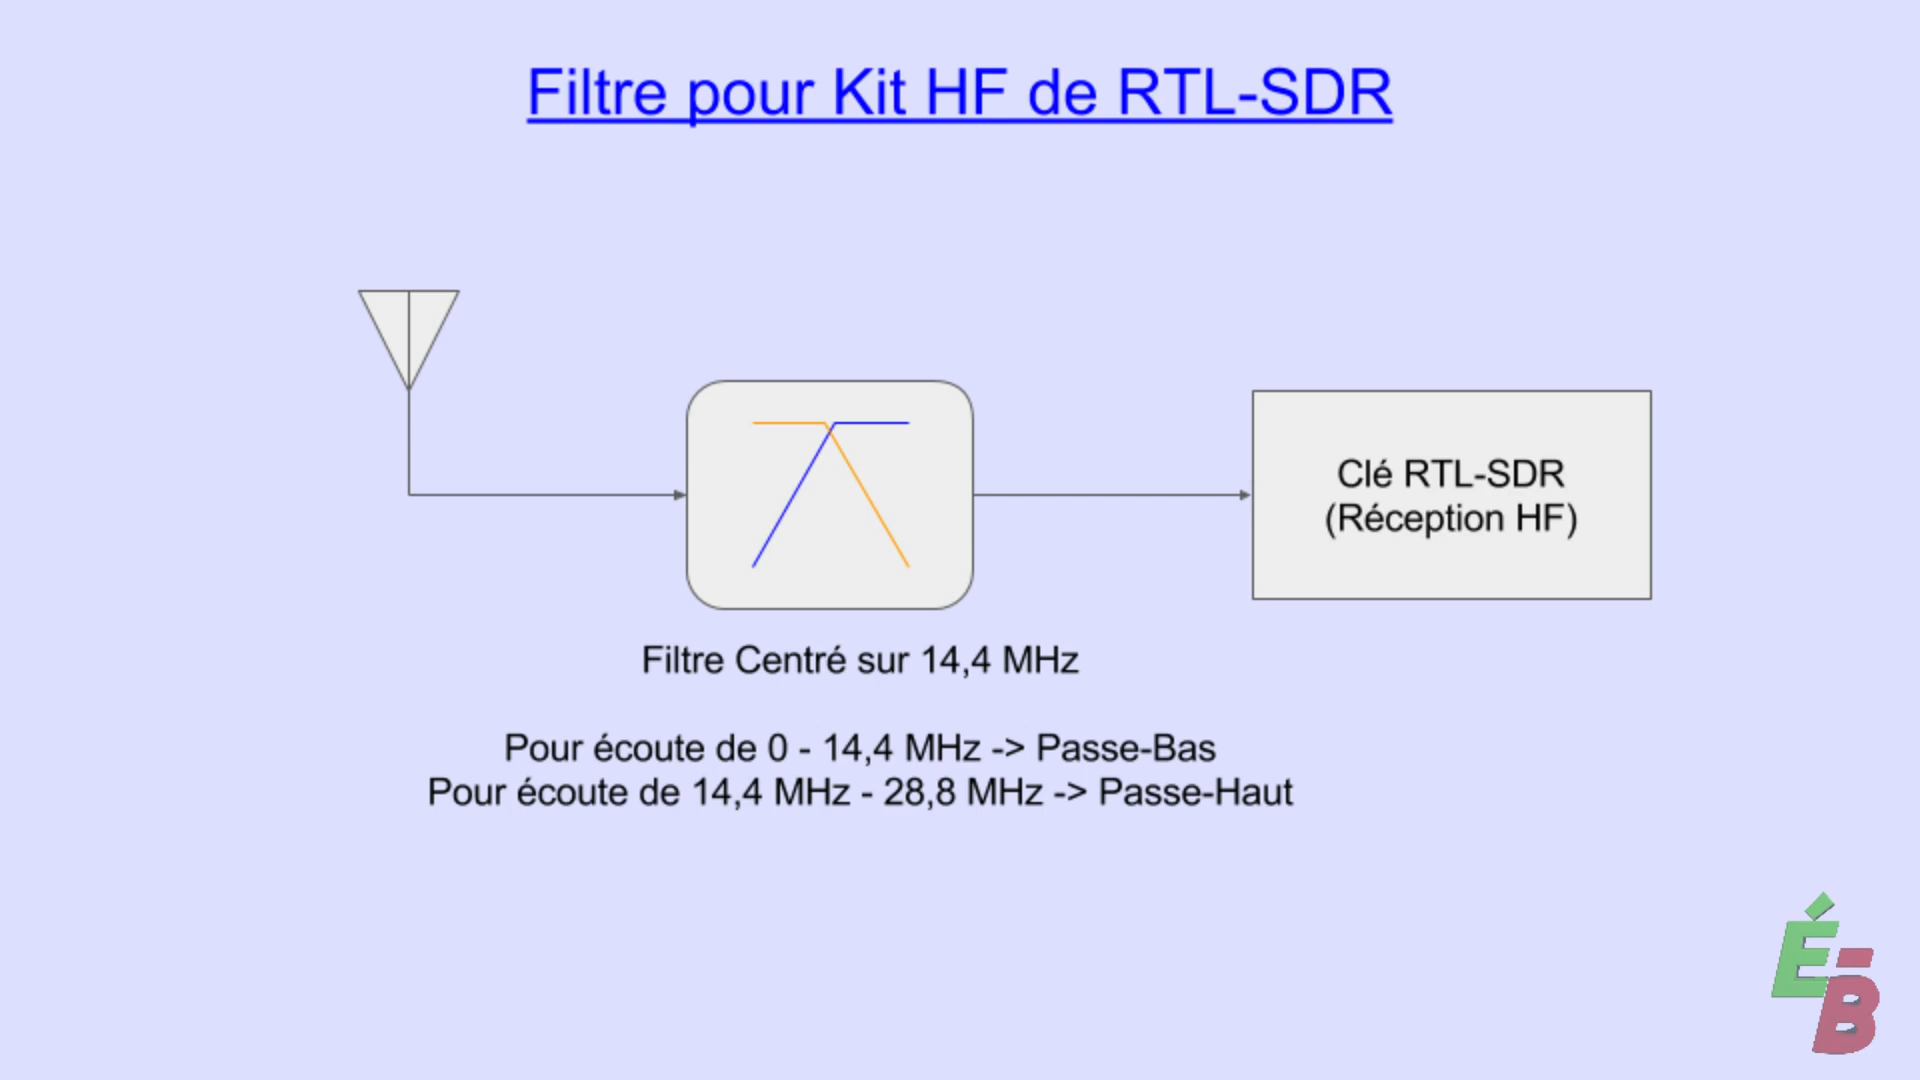 Filtre pour Kit HF de RTL-SDR
Clé RTL-SDR
(Réception HF)
Filtre Centré sur 14,4 MHz
Pour écoute de 0 - 14,4 MHz -> Passe-Bas
Pour écoute de 14,4 MHz - 28,8 MHz -> Passe-Haut
É-B